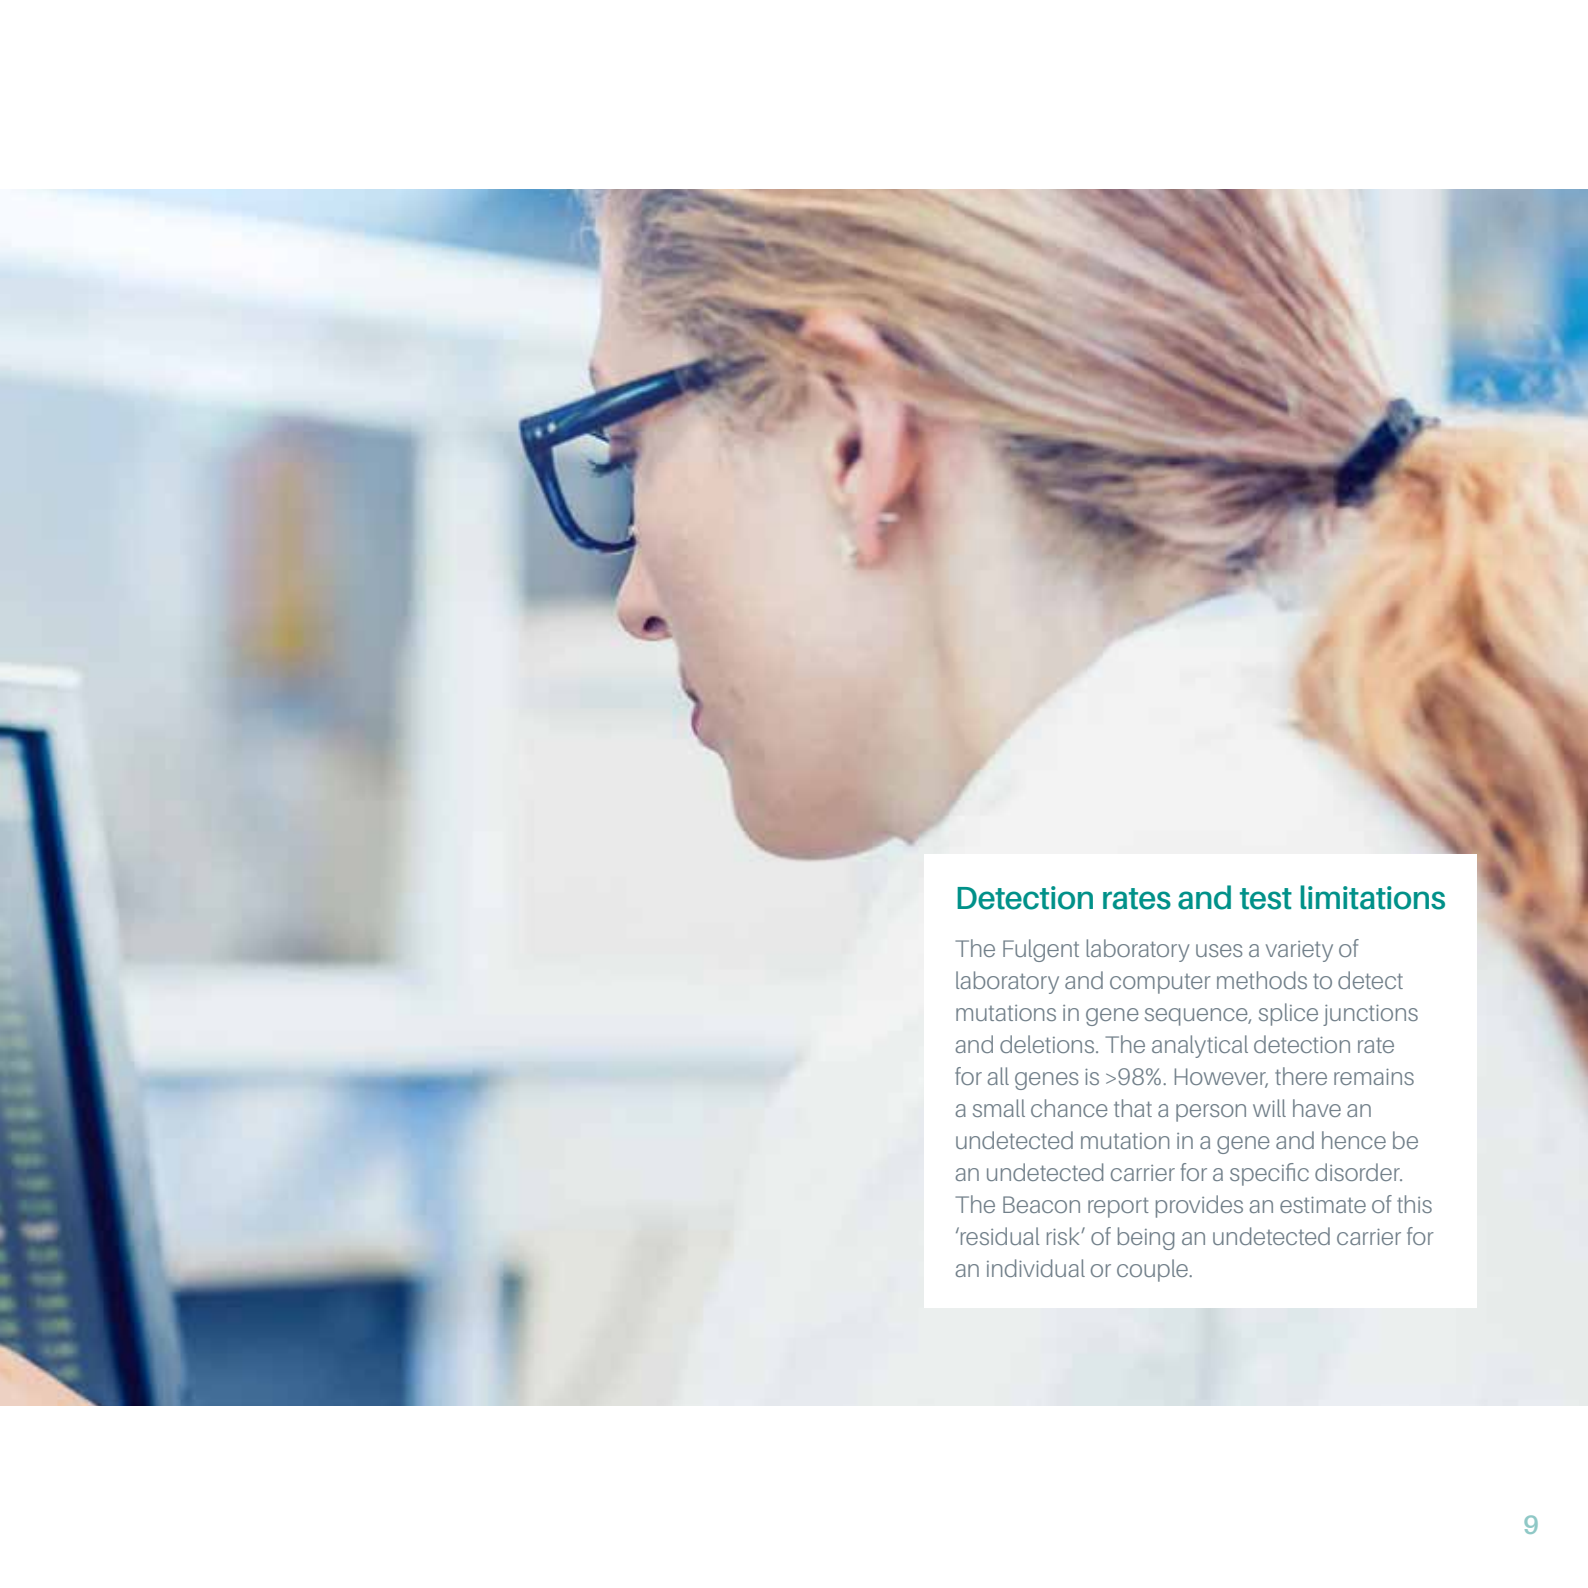 Detection rates and test limitations
The Fulgent laboratory uses a variety of
laboratory and computer methods to detect
mutations in gene sequence, splice junctions
and deletions. The analytical detection rate
for all genes is >98%. However, there remains
a small chance that a person will have an
undetected mutation in a gene and hence be
an undetected carrier for a specific disorder.
The Beacon report provides an estimate of this
‘residual risk’ of being an undetected carrier for
an individual or couple.
9